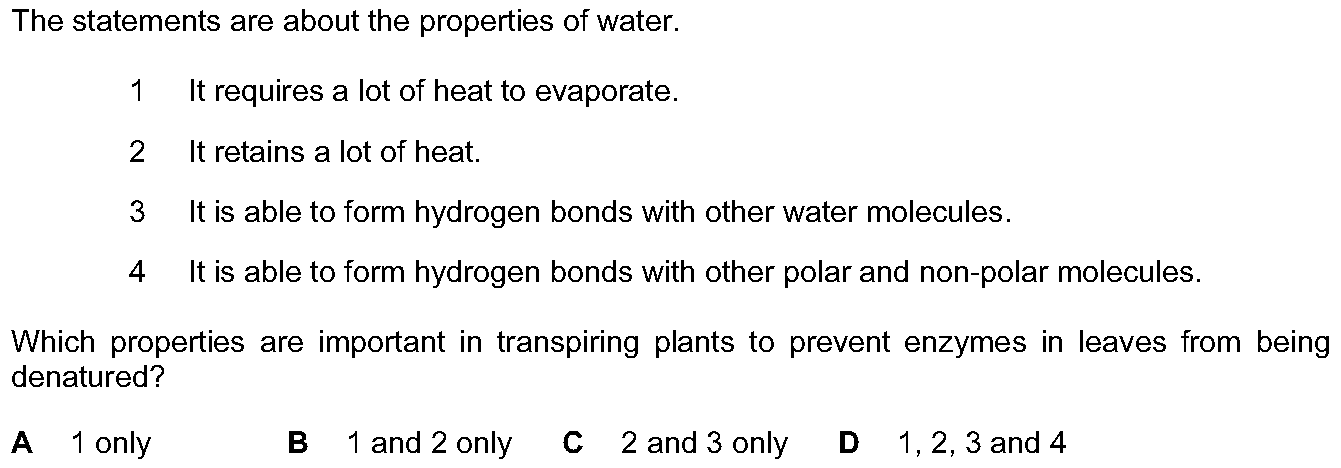 The statements are about the properties of water.
1 It requires a lot of heat to evaporate.
2 It retains a lot of heat.
3 It is able to form hydrogen bonds with other water molecules.
4 It is able to form hydrogen bonds with other polar and non-polar molecules.
Which properties are important in transpiring plants to prevent enzymes in leaves from being
denatured?
A 1 only B 1 and 2 only C 2 and 3 only D 1, 2, 3 and 4